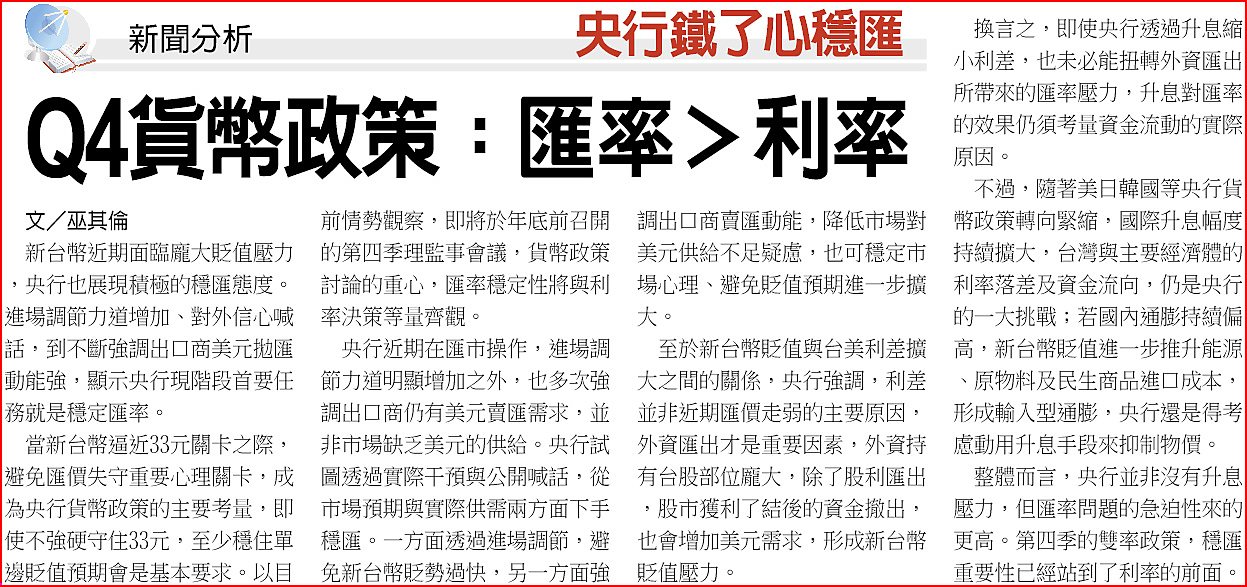 新聞分析
央行鐵了心穩匯
Q4貨幣政策：匯率＞利率
文／巫其倫
新台幣近期面臨龐大貶值壓力
，央行也展現積極的穩匯態度。
進場調節力道增加、對外信心喊
話，到不斷強調出口商美元拋匯
動能強，顯示央行現階段首要任
務就是穩定匯率。
當新台幣逼近33元關卡之際，
避免匯價失守重要心理關卡，成
為央行貨幣政策的主要考量，即
使不強硬守住33元，至少穩住單
邊貶值預期會是基本要求。以目
前情勢觀察，即將於年底前召開
的第四季理監事會議，貨幣政策
討論的重心，匯率穩定性將與利
率決策等量齊觀。
央行近期在匯市操作，進場調
節力道明顯增加之外，也多次強
調出口商仍有美元賣匯需求，並
非市場缺乏美元的供給。央行試
圖透過實際干預與公開喊話，從
市場預期與實際供需兩方面下手
穩匯。一方面透過進場調節，避
免新台幣貶勢過快，另一方面強
調出口商賣匯動能，降低市場對
美元供給不足疑慮，也可穩定市
場心理、避免貶值預期進一步擴
大。
至於新台幣貶值與台美利差擴
大之間的關係，央行強調，利差
並非近期匯價走弱的主要原因，
外資匯出才是重要因素，外資持
有台股部位龐大，除了股利匯出
，股市獲利了結後的資金撤出，
也會增加美元需求，形成新台幣
貶值壓力。
換言之，即使央行透過升息縮
小利差，也未必能扭轉外資匯出
所帶來的匯率壓力，升息對匯率
的效果仍須考量資金流動的實際
原因。
不過，隨著美日韓國等央行貨
幣政策轉向緊縮，國際升息幅度
持續擴大，台灣與主要經濟體的
利率落差及資金流向，仍是央行
的一大挑戰；若國內通膨持續偏
高，新台幣貶值進一步推升能源
、原物料及民生商品進口成本，
形成輸入型通膨，央行還是得考
慮動用升息手段來抑制物價。
整體而言，央行並非沒有升息
壓力，但匯率問題的急迫性來的
更高。第四季的雙率政策，穩匯
重要性已經站到了利率的前面。